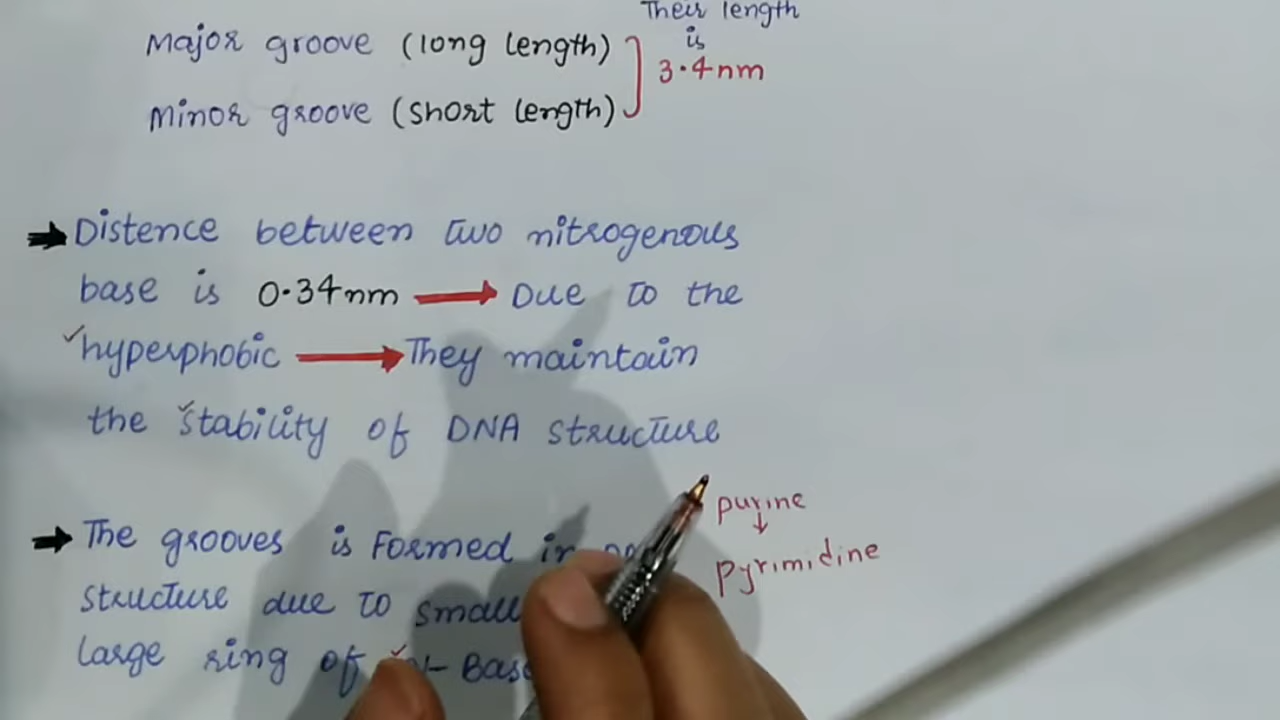 Their length
is
Major groove (long length)
3.4nm
Minor groove (short length)
Distence between two nitrogenous
base is 0.34nm → Due to the
hyperphobic → They maintain
the stability of DNA structure
purine
↓
The grooves is Formed in
pyrimidine
structure due to small
large ring of